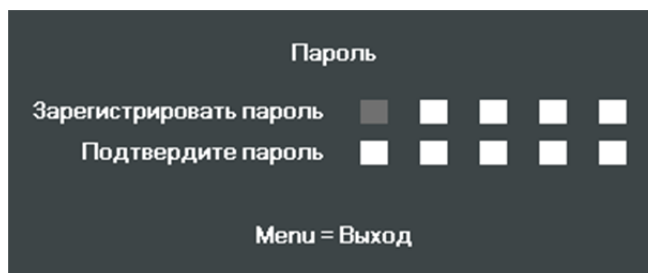 Пароль
Зарегистрировать пароль
Подтвердите пароль
Menu = Выход